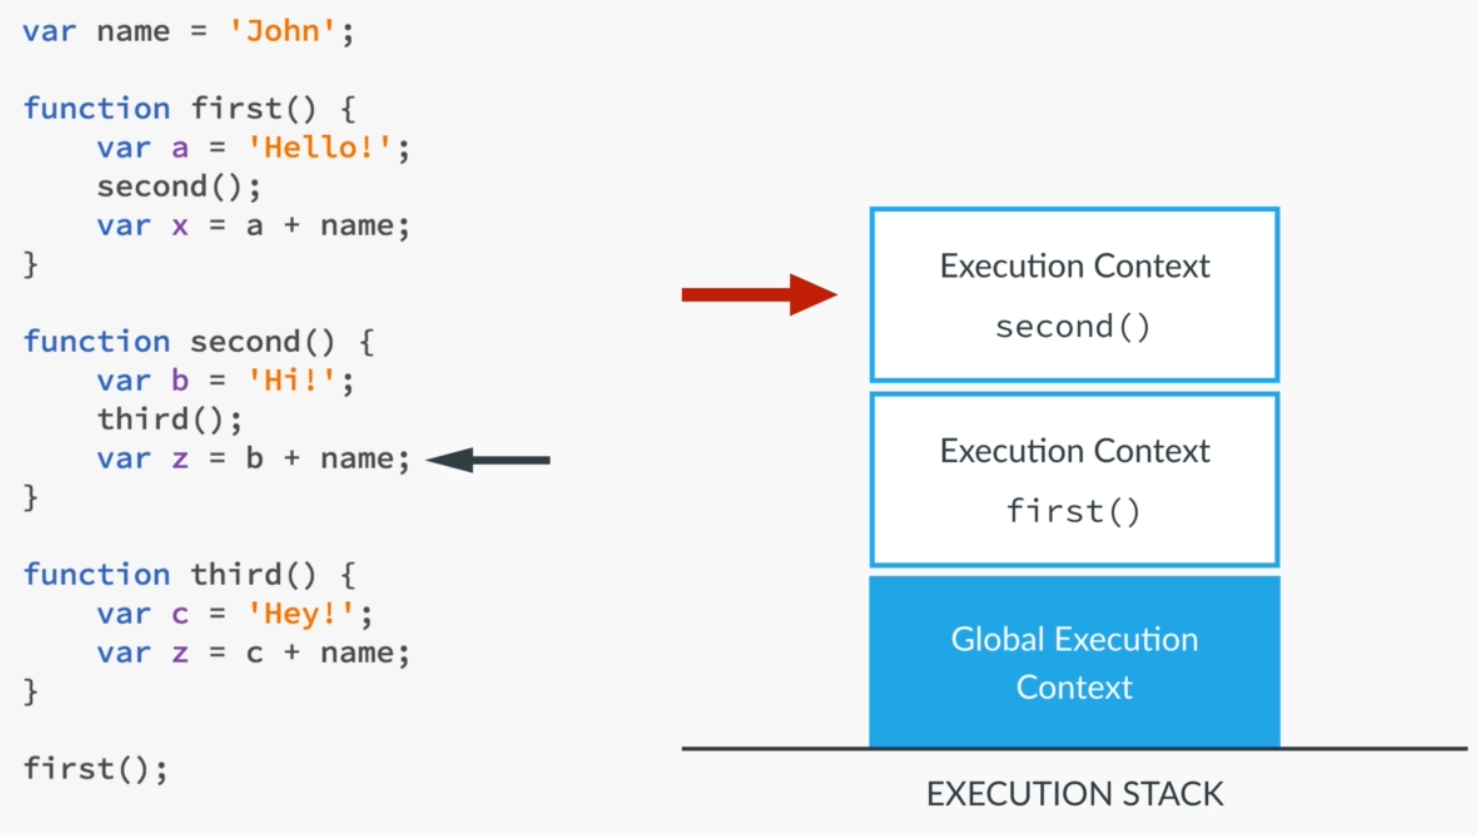 var name = 'John';
function first() {
    var a = 'Hello!';
    second();
    var x = a + name;
}
function second() {
    var b = 'Hi!';
    third();
    var z = b + name;
}
function third() {
    var c = 'Hey!';
    var z = c + name;
}
first();
Execution Context
second()
Execution Context
first()
Global Execution
Context
EXECUTION STACK